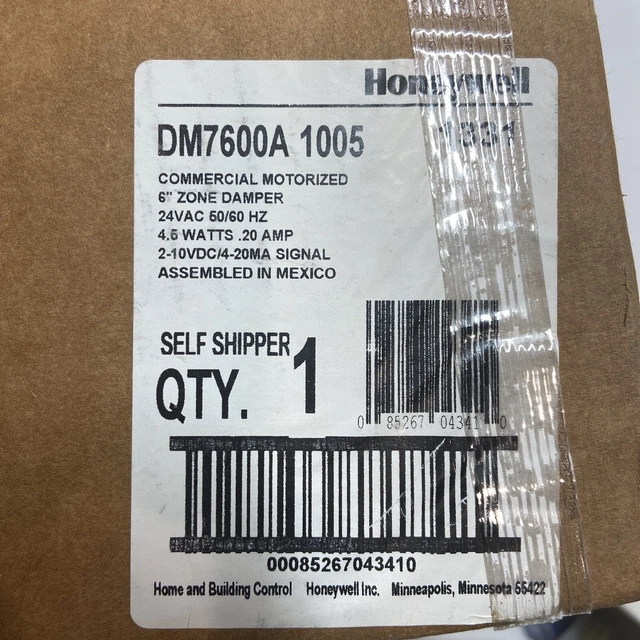 Honeywell
DM7600A 1005 1331
COMMERCIAL MOTORIZED
6" ZONE DAMPER
24VAC 50/60 HZ
4.5 WATTS .20 AMP
2-10VDC/4-20MA SIGNAL
ASSEMBLED IN MEXICO
SELF SHIPPER
QTY. 1
0 85267 04341 0
00085267043410
Home and Building Control Honeywell Inc. Minneapolis, Minnesota 55422